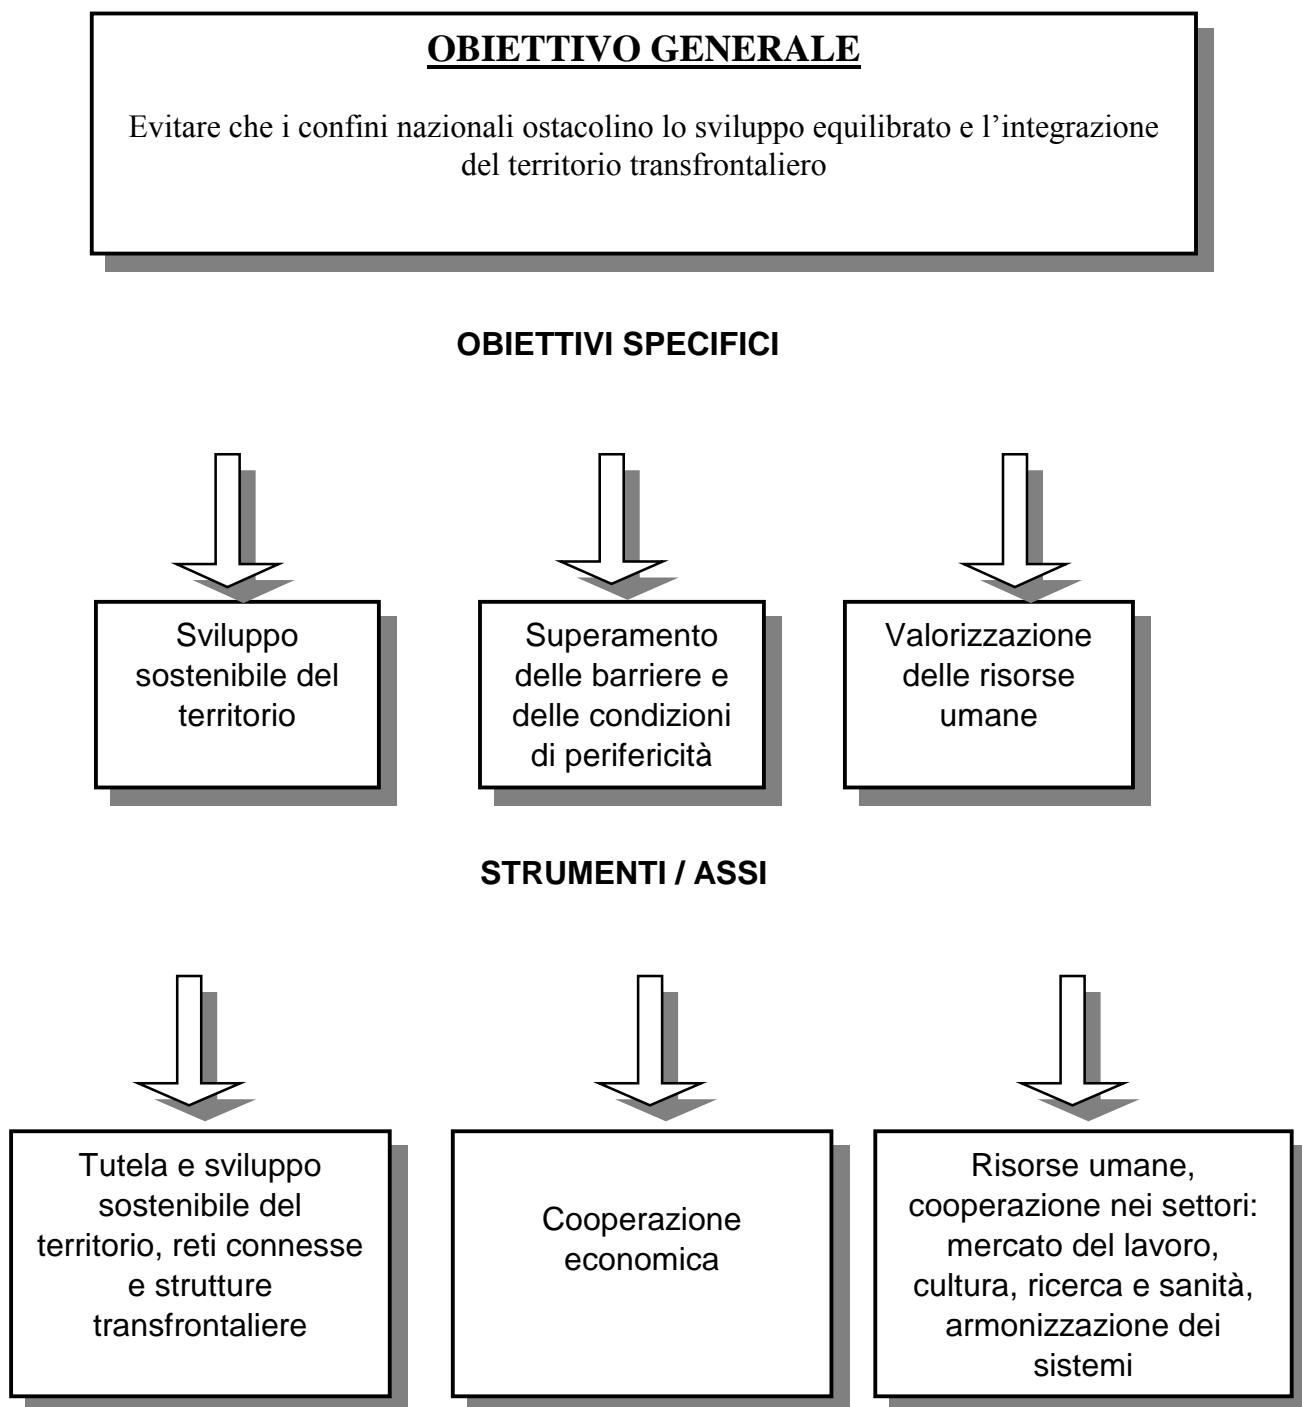 OBIETTIVO GENERALE
Evitare che i confini nazionali ostacolino lo sviluppo equilibrato e l’integrazione
del territorio transfrontaliero
OBIETTIVI SPECIFICI
Sviluppo
sostenibile del
territorio
Superamento
delle barriere e
delle condizioni
di perifericità
Valorizzazione
delle risorse
umane
STRUMENTI / ASSI
Tutela e sviluppo
sostenibile del
territorio, reti connesse
e strutture
transfrontaliere
Cooperazione
economica
Risorse umane,
cooperazione nei settori:
mercato del lavoro,
cultura, ricerca e sanità,
armonizzazione dei
sistemi